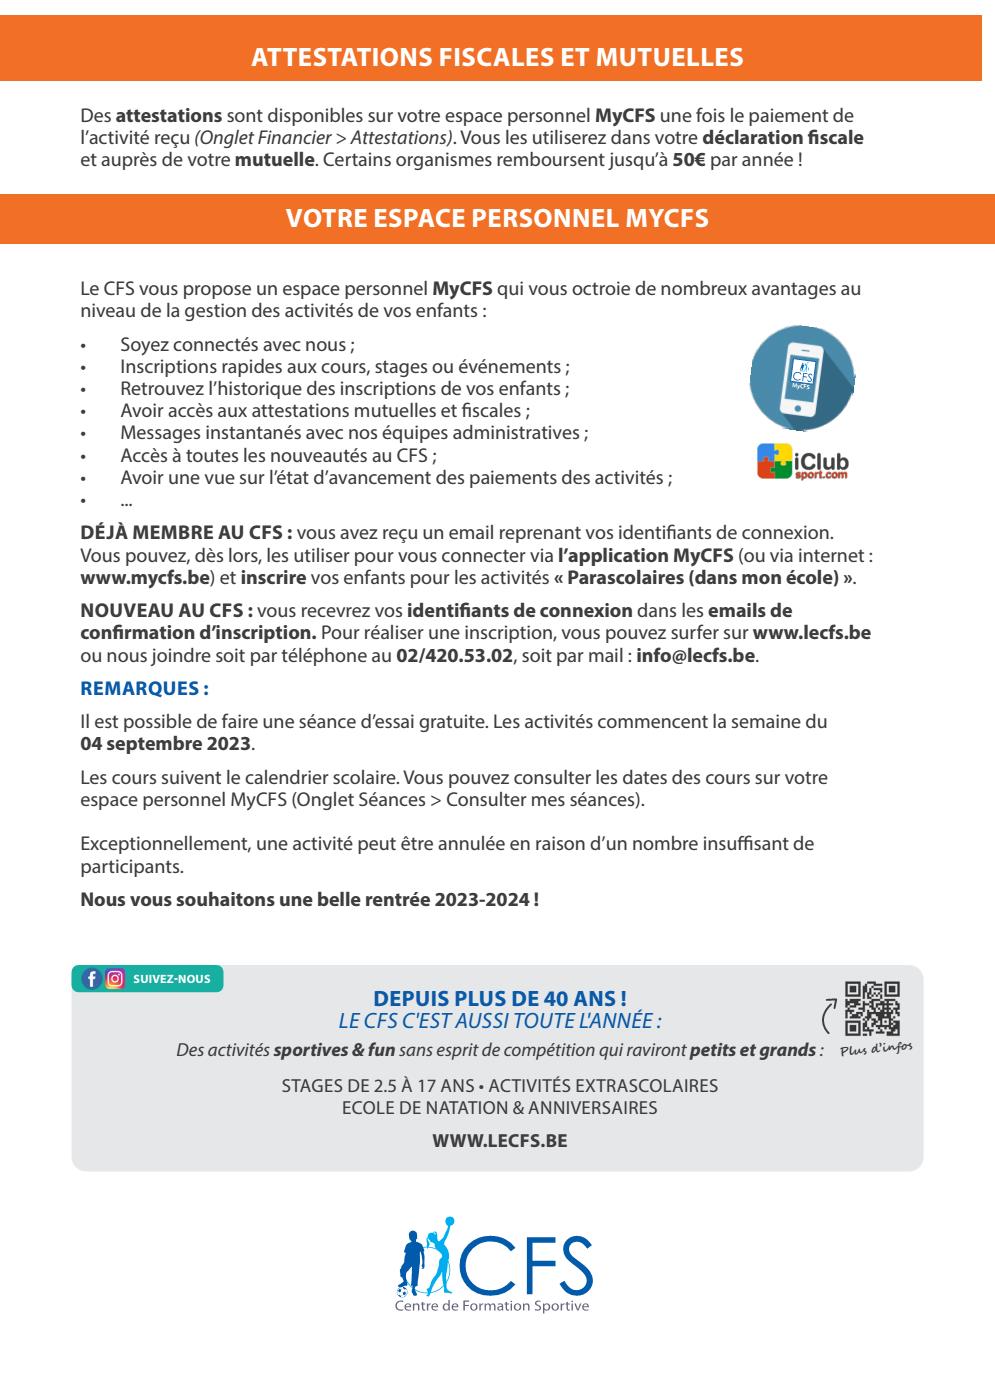 ATTESTATIONS FISCALES ET MUTUELLES
Des attestations sont disponibles sur votre espace personnel MyCFS une fois le paiement de
l’activité reçu (Onglet Financier > Attestations). Vous les utiliserez dans votre déclaration fiscale
et auprès de votre mutuelle. Certains organismes remboursent jusqu’à 50€ par année !
VOTRE ESPACE PERSONNEL MYCFS
Le CFS vous propose un espace personnel MyCFS qui vous octroie de nombreux avantages au
niveau de la gestion des activités de vos enfants :
• Soyez connectés avec nous ;
• Inscriptions rapides aux cours, stages ou événements ;
• Retrouvez l’historique des inscriptions de vos enfants ;
• Avoir accès aux attestations mutuelles et fiscales ;
• Messages instantanés avec nos équipes administratives ;
• Accès à toutes les nouveautés au CFS ;
• Avoir une vue sur l’état d’avancement des paiements des activités ;
• ...
CFS
MyCFS
iClub
sport.com
DÉJÀ MEMBRE AU CFS : vous avez reçu un email reprenant vos identifiants de connexion.
Vous pouvez, dès lors, les utiliser pour vous connecter via l’application MyCFS (ou via internet :
www.mycfs.be) et inscrire vos enfants pour les activités « Parascolaires (dans mon école) ».
NOUVEAU AU CFS : vous recevrez vos identifiants de connexion dans les emails de
confirmation d’inscription. Pour réaliser une inscription, vous pouvez surfer sur www.lecfs.be
ou nous joindre soit par téléphone au 02/420.53.02, soit par mail : info@lecfs.be.
REMARQUES :
Il est possible de faire une séance d’essai gratuite. Les activités commencent la semaine du
04 septembre 2023.
Les cours suivent le calendrier scolaire. Vous pouvez consulter les dates des cours sur votre
espace personnel MyCFS (Onglet Séances > Consulter mes séances).
Exceptionnellement, une activité peut être annulée en raison d’un nombre insuffisant de
participants.
Nous vous souhaitons une belle rentrée 2023-2024 !
SUIVEZ-NOUS
DEPUIS PLUS DE 40 ANS !
LE CFS C'EST AUSSI TOUTE L'ANNÉE :
Des activités sportives & fun sans esprit de compétition qui raviront petits et grands :
Plus d'infos
STAGES DE 2.5 À 17 ANS • ACTIVITÉS EXTRASCOLAIRES
ECOLE DE NATATION & ANNIVERSAIRES
WWW.LECFS.BE
CFS
Centre de Formation Sportive